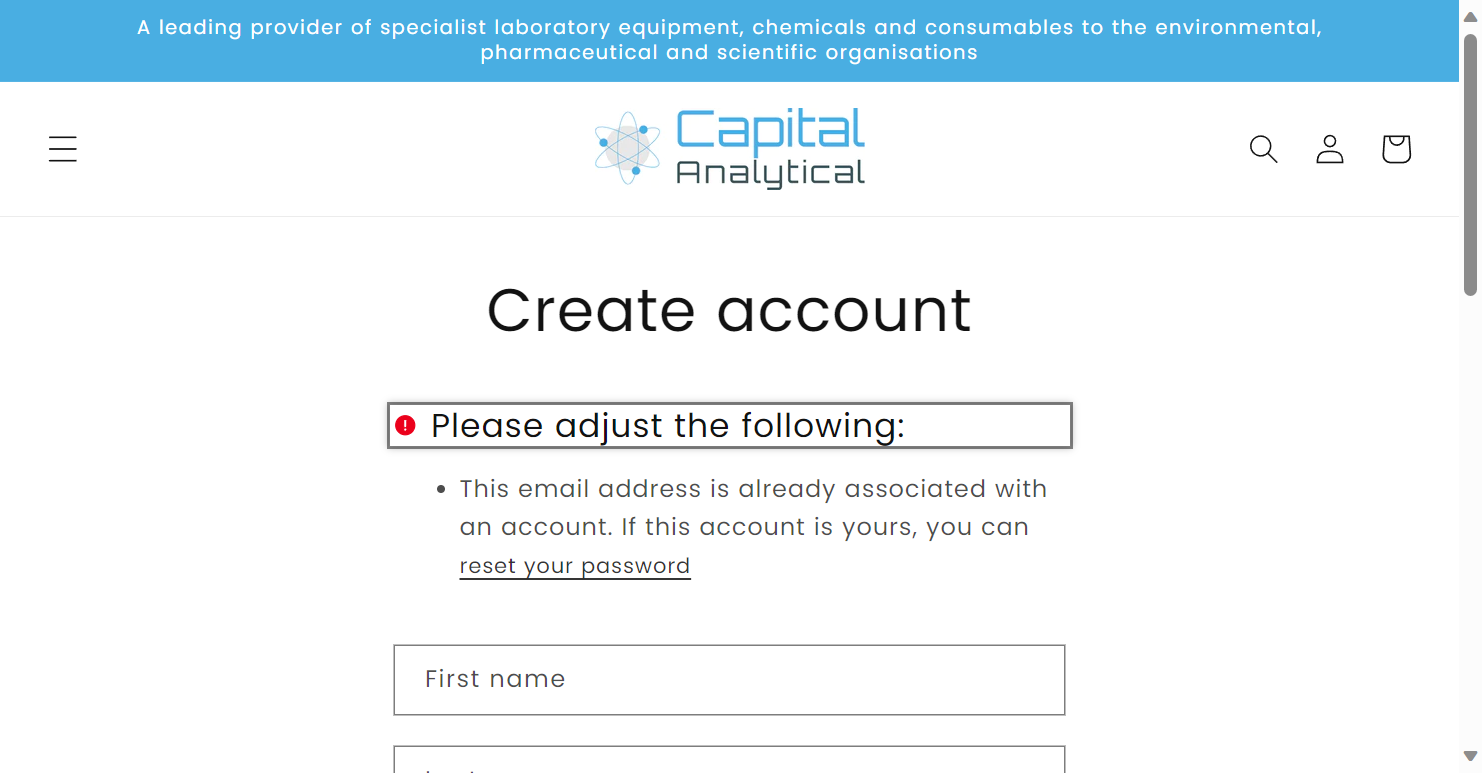 A leading provider of specialist laboratory equipment, chemicals and consumables to the environmental,
pharmaceutical and scientific organisations
Capital
Analytical
Create account
Please adjust the following:
This email address is already associated with
an account. If this account is yours, you can
reset your password
First name